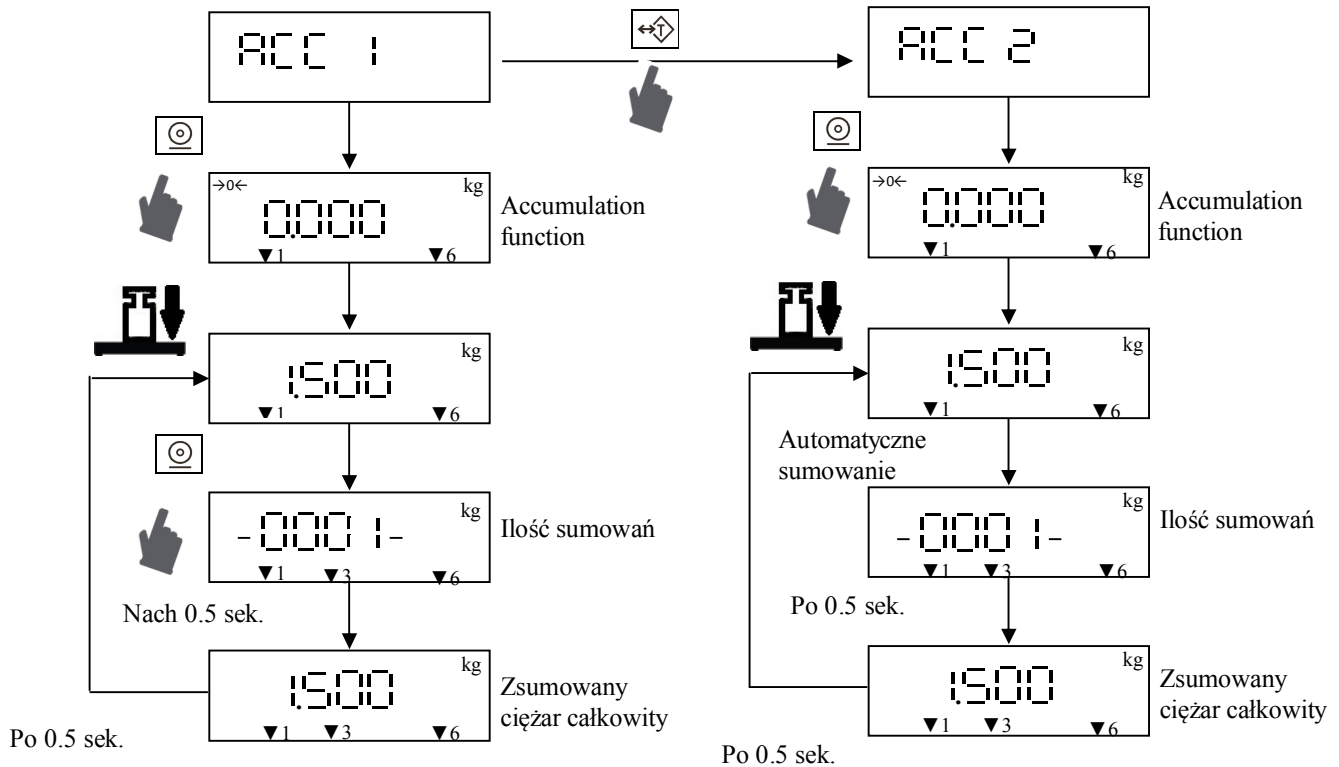 ACC 1
↔T
ACC 2
→0←
kg
0.000
▼1
▼6
Accumulation
function
→0←
kg
0.000
▼1
▼6
Accumulation
function
kg
1.500
▼1
▼6
kg
1.500
▼1
▼6
Automatyczne
sumowanie
kg
-0001-
▼1
▼3
▼6
Ilość sumowań
kg
-0001-
▼1
▼3
▼6
Ilość sumowań
Nach 0.5 sek.
Po 0.5 sek.
kg
1.500
▼1
▼3
▼6
Zsumowany
ciężar całkowity
kg
1.500
▼1
▼3
▼6
Zsumowany
ciężar całkowity
Po 0.5 sek.
Po 0.5 sek.